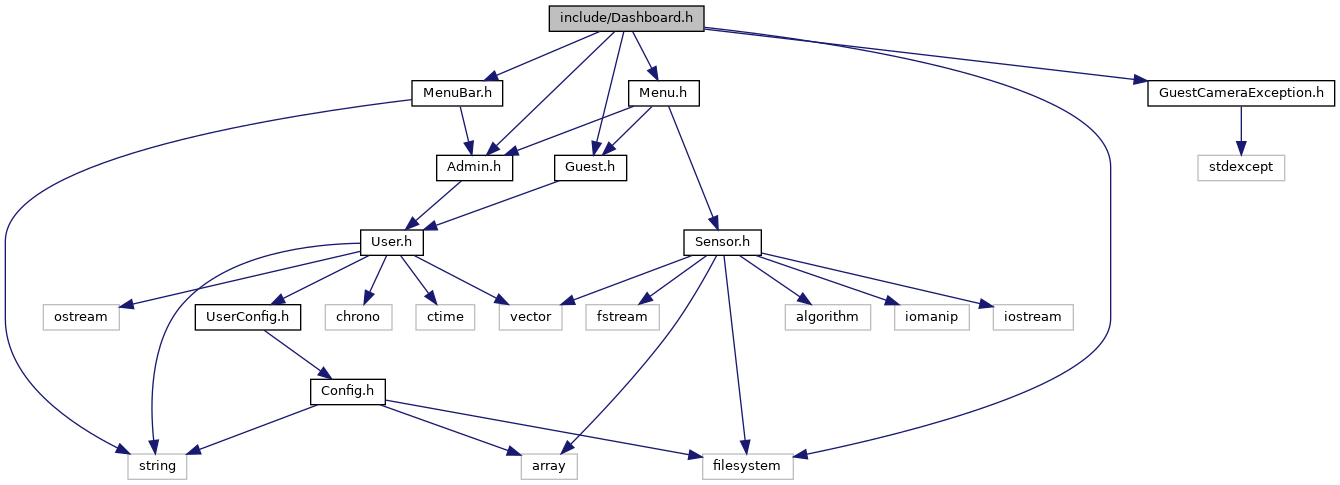 include/Dashboard.h
MenuBar.h
Menu.h
GuestCameraException.h
Admin.h
Guest.h
stdexcept
User.h
Sensor.h
ostream
UserConfig.h
chrono
ctime
vector
fstream
algorithm
iomanip
iostream
Config.h
string
array
filesystem